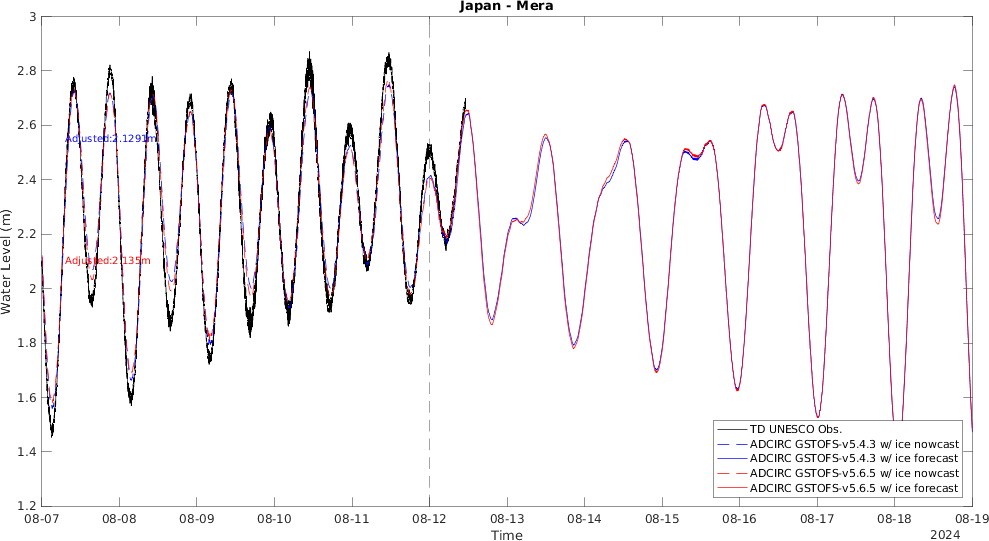 Japan - Mera
3
2.8
2.6
2.4
2.2
2
1.8
1.6
1.4
1.2
Water Level (m)
Adjusted:2.1291m
Adjusted:2.135m
TD UNESCO Obs.
ADCIRC GSTOFS-v5.4.3 w/ ice nowcast
ADCIRC GSTOFS-v5.4.3 w/ ice forecast
ADCIRC GSTOFS-v5.6.5 w/ ice nowcast
ADCIRC GSTOFS-v5.6.5 w/ ice forecast
08-07 08-08 08-09 08-10 08-11 08-12 08-13 08-14 08-15 08-16 08-17 08-18 08-19
Time
2024